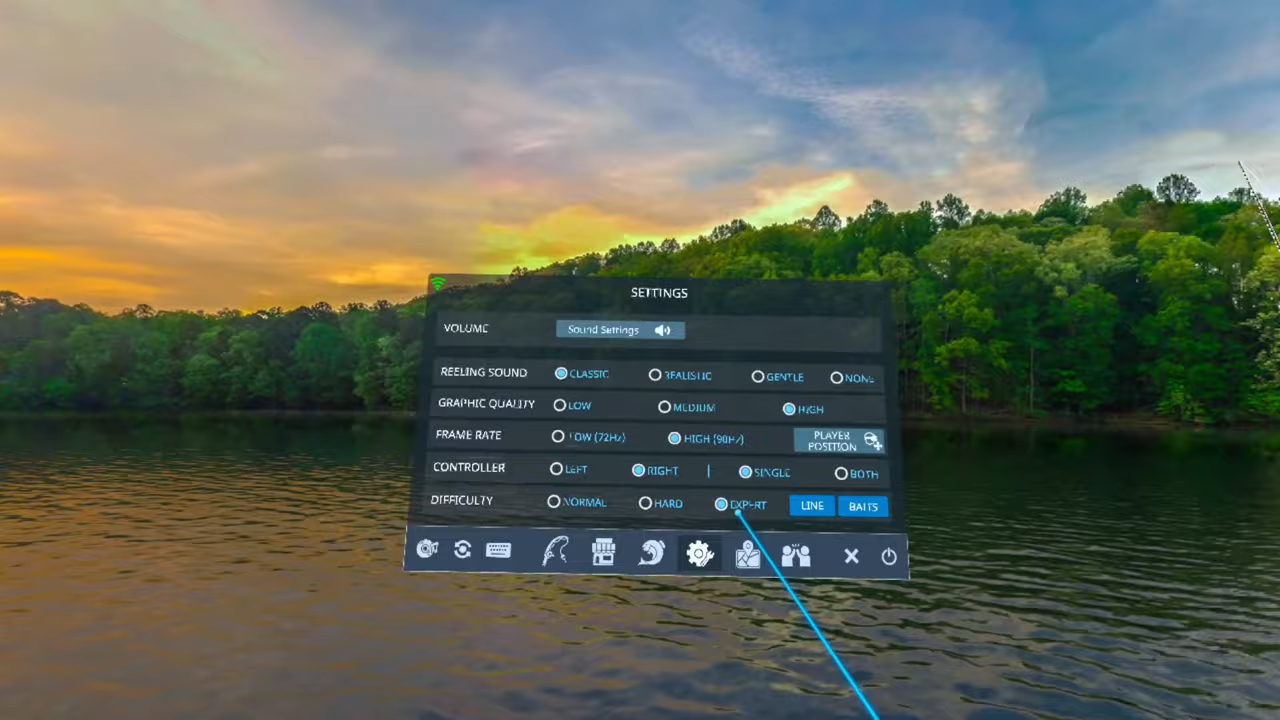 SETTINGS
VOLUME Sound Settings
REELING SOUND CLASSIC REALISTIC GENTLE NONE
GRAPHIC QUALITY LOW MEDIUM HIGH
FRAME RATE LOW (72Hz) HIGH (90Hz) PLAYER POSITION
CONTROLLER LEFT RIGHT | SINGLE BOTH
DIFFICULTY NORMAL HARD EXPERT LINE BAITS